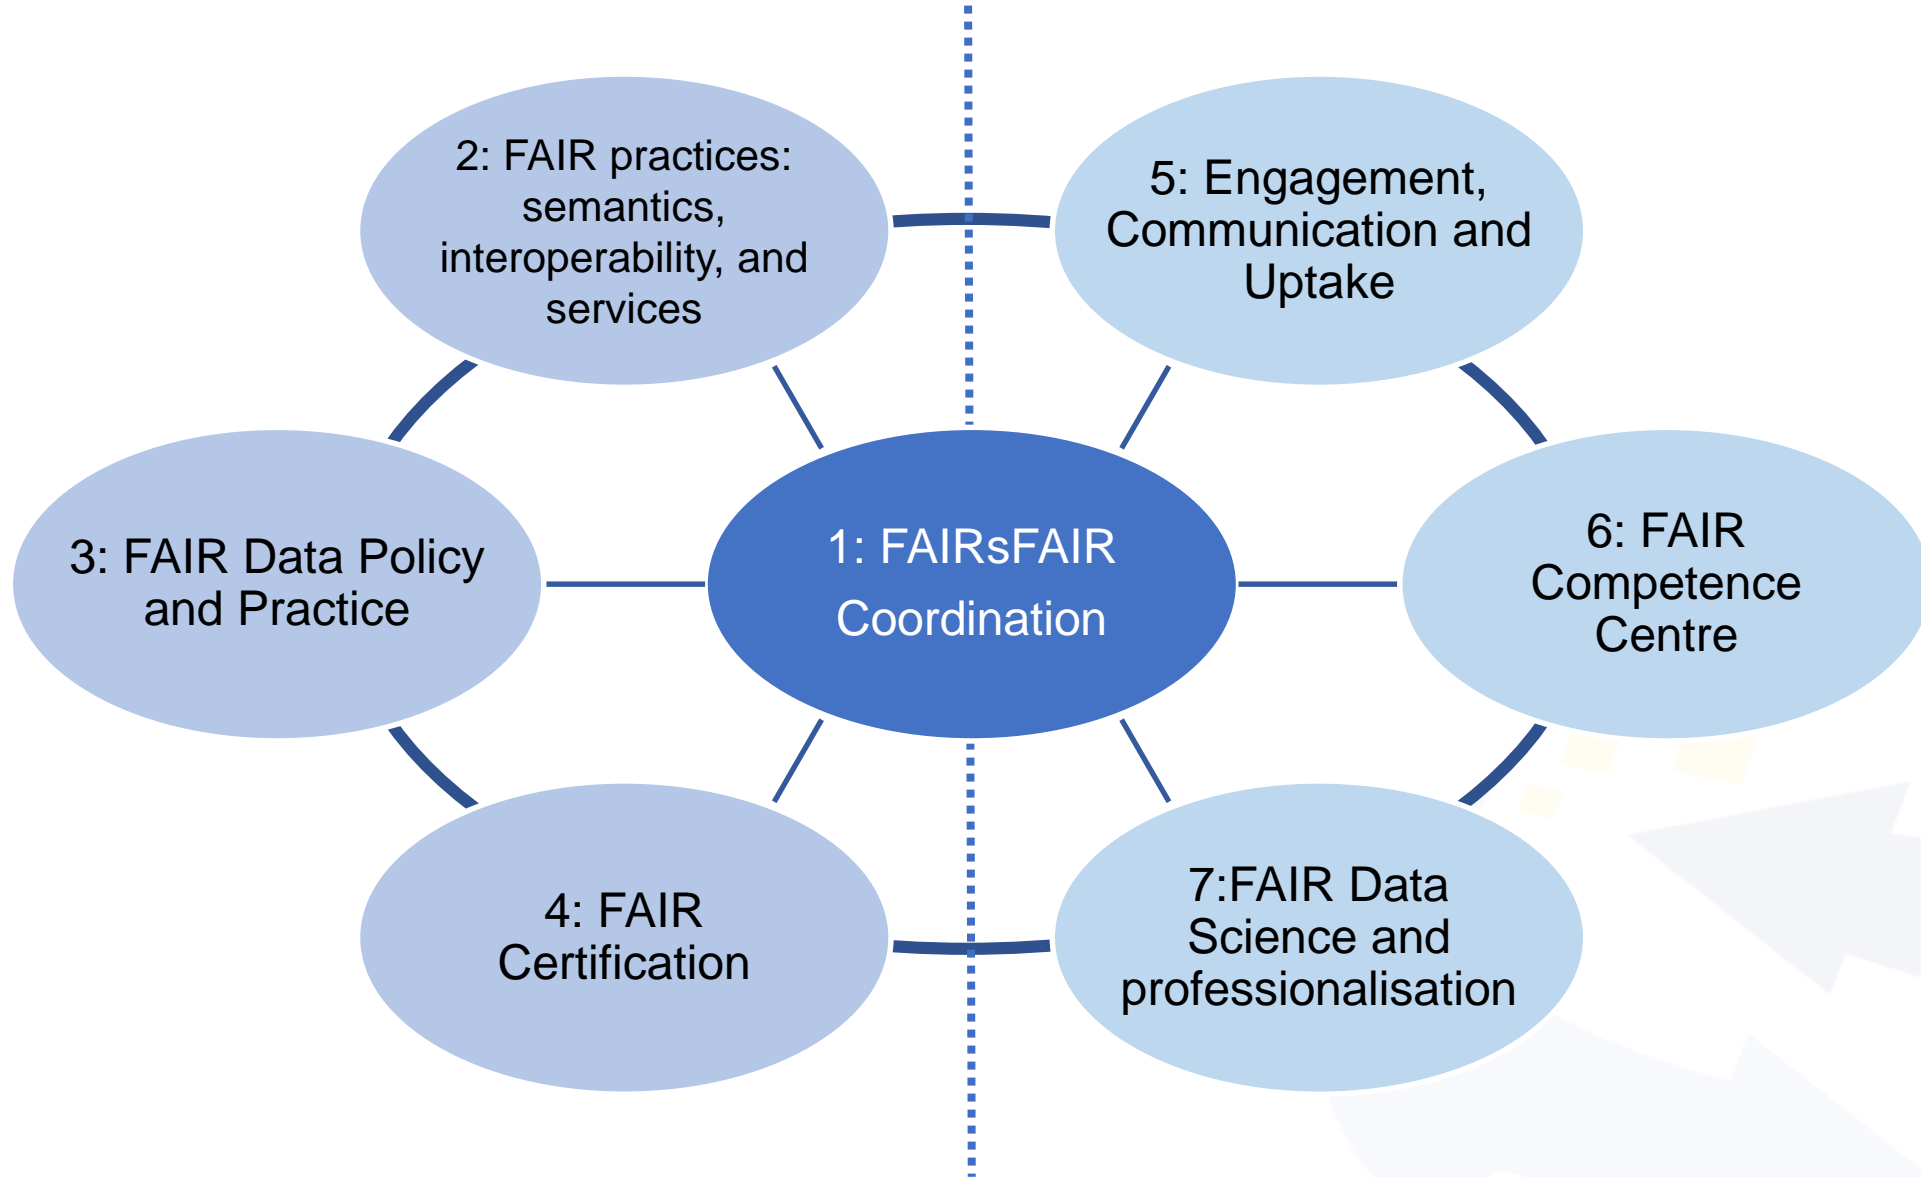 2: FAIR practices:
semantics,
interoperability, and
services
5: Engagement,
Communication and
Uptake
3: FAIR Data Policy
and Practice
1: FAIRsFAIR
Coordination
6: FAIR
Competence
Centre
4: FAIR
Certification
7:FAIR Data
Science and
professionalisation